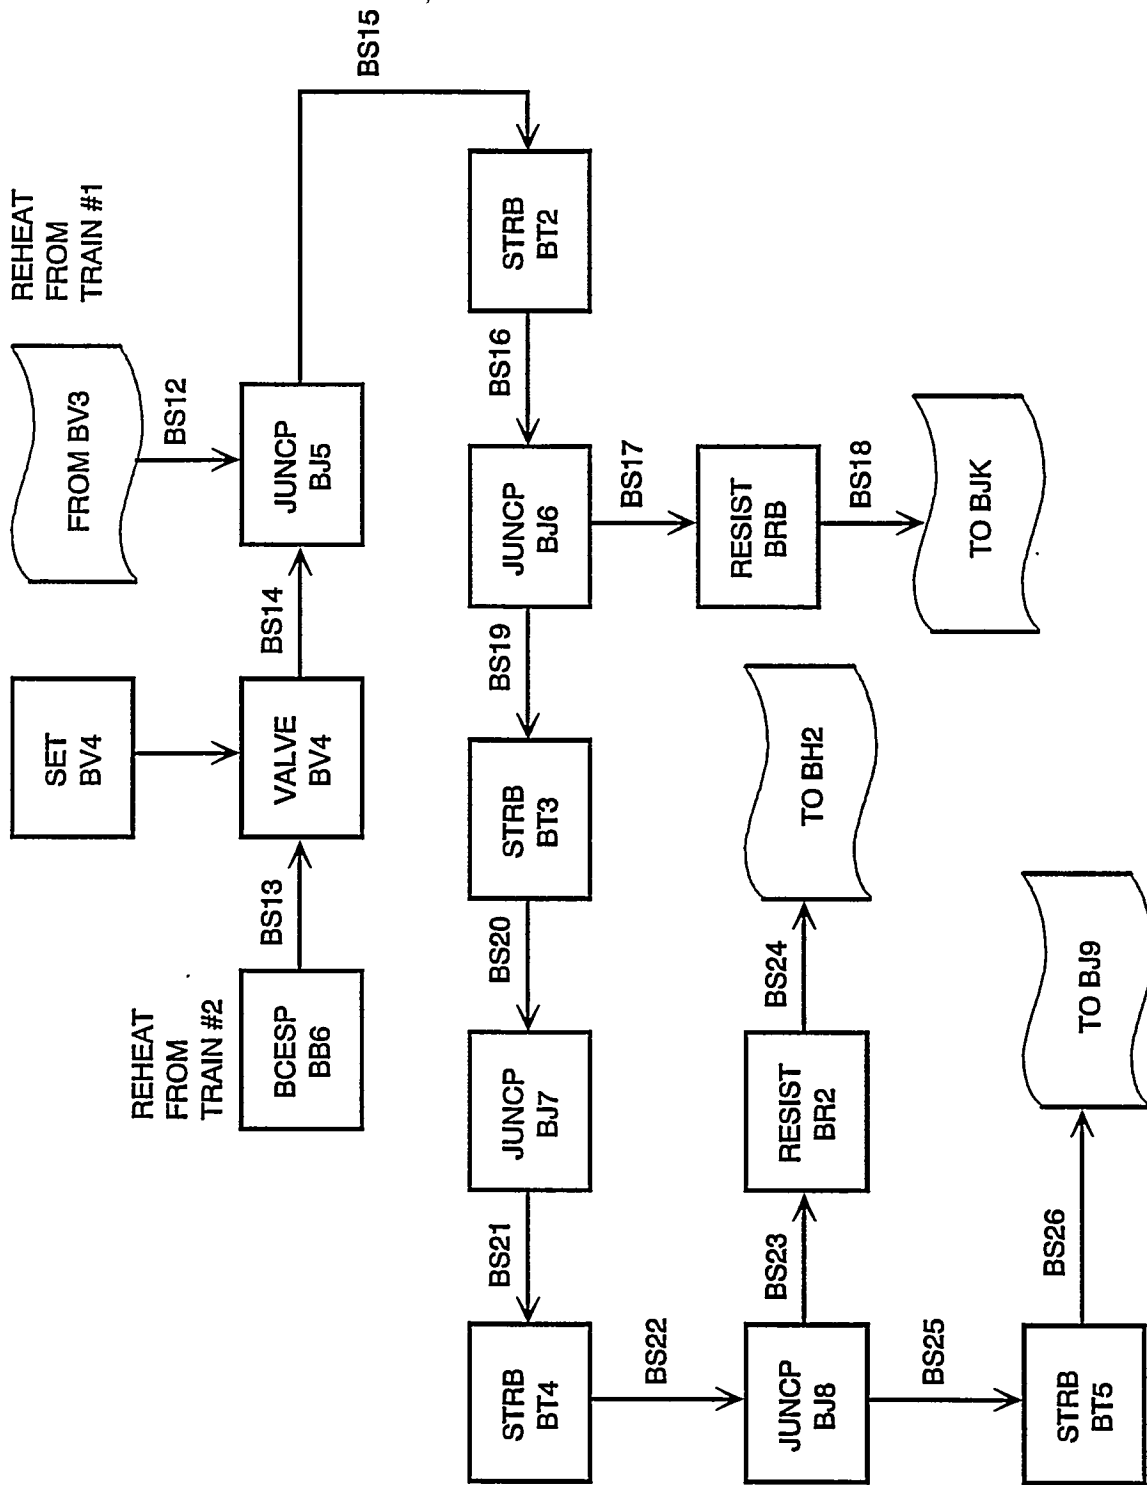 REHEAT
FROM
TRAIN #2
BCESP
BB6
BS13
SET
BV4
VALVE
BV4
BS14
REHEAT
FROM
TRAIN #1
FROM BV3
BS12
JUNCP
BJ5
BS15
STRB
BT2
BS16
JUNCP
BJ6
BS17
RESIST
BRB
BS18
TO BJK
BS19
STRB
BT3
BS20
JUNCP
BJ7
BS21
STRB
BT4
BS22
JUNCP
BJ8
BS23
RESIST
BR2
BS24
TO BH2
BS25
STRB
BT5
BS26
TO BJ9